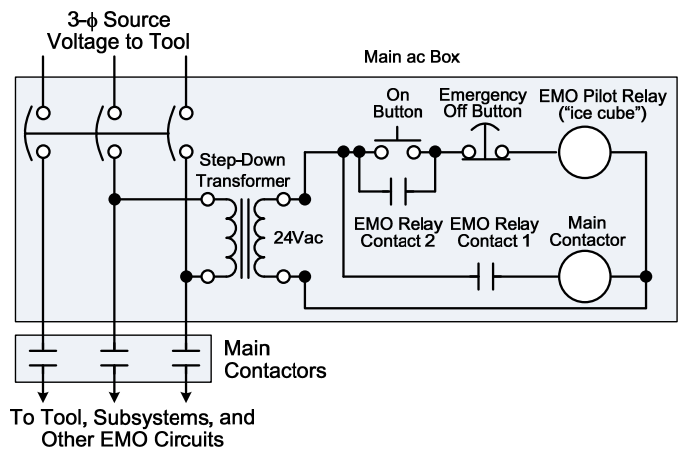 3-ϕ Source
Voltage to Tool
Main ac Box
On
Button
Emergency
Off Button
EMO Pilot Relay
(“ice cube”)
Step-Down
Transformer
24Vac
EMO Relay
Contact 2
EMO Relay
Contact 1
Main
Contactor
Main
Contactors
To Tool, Subsystems, and
Other EMO Circuits